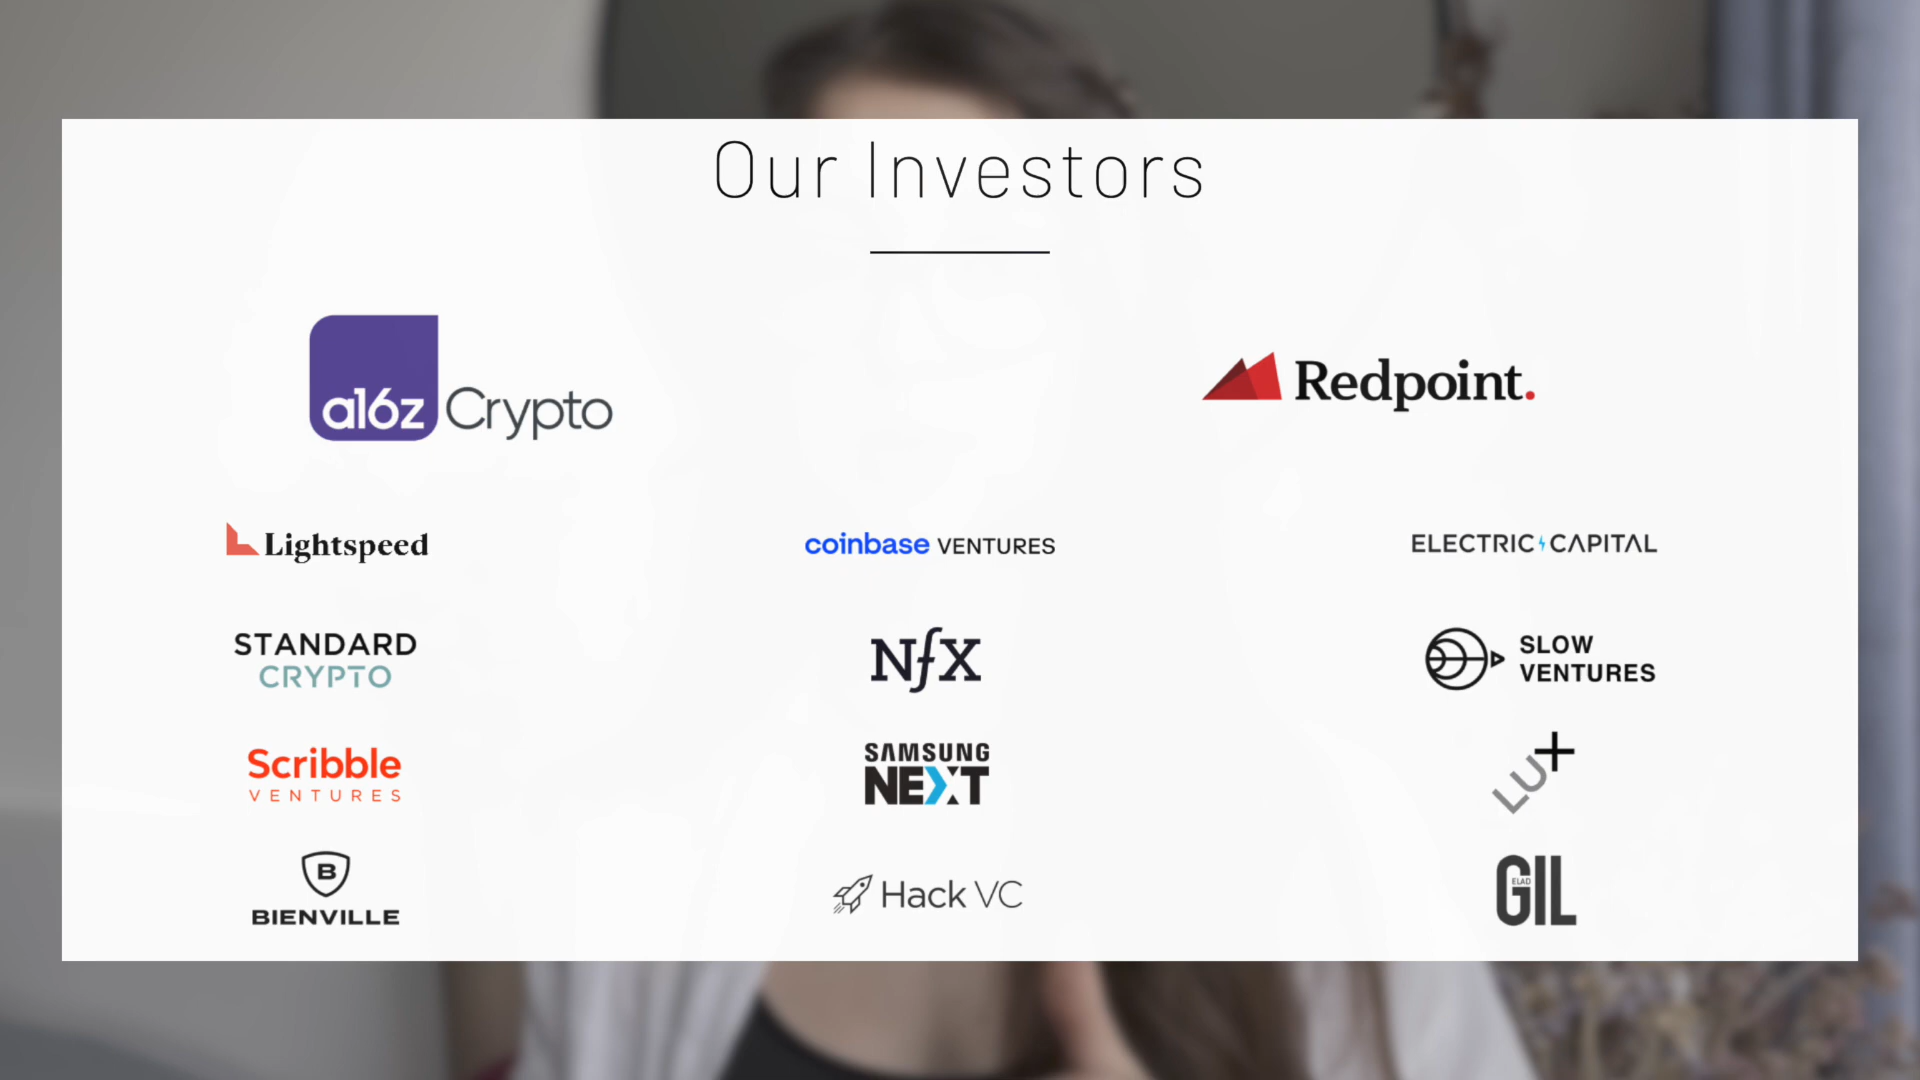 Our Investors
a16z Crypto
Redpoint.
Lightspeed
coinbase VENTURES
ELECTRIC CAPITAL
STANDARD
CRYPTO
NfX
SLOW
VENTURES
Scribble
VENTURES
SAMSUNG
NEXT
LU+
B
BIENVILLE
Hack VC
ELAD
GIL